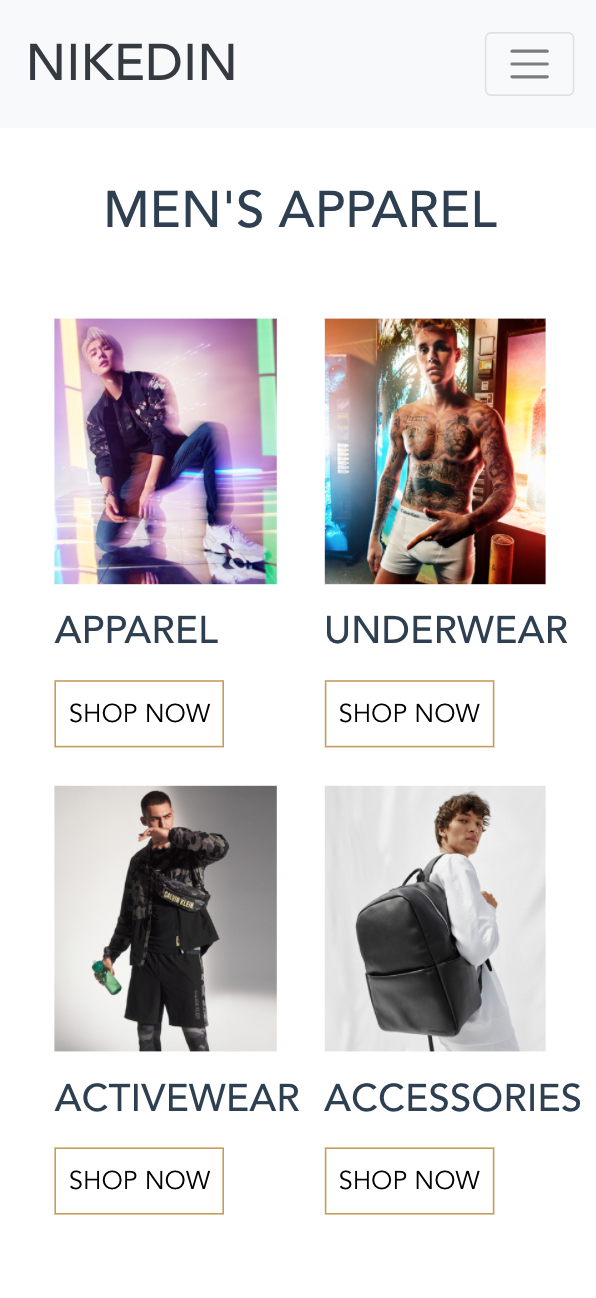 NIKEDIN
MEN'S APPAREL
APPAREL
UNDERWEAR
SHOP NOW
SHOP NOW
CALVIN KLEIN
ACTIVEWEAR
ACCESSORIES
SHOP NOW
SHOP NOW